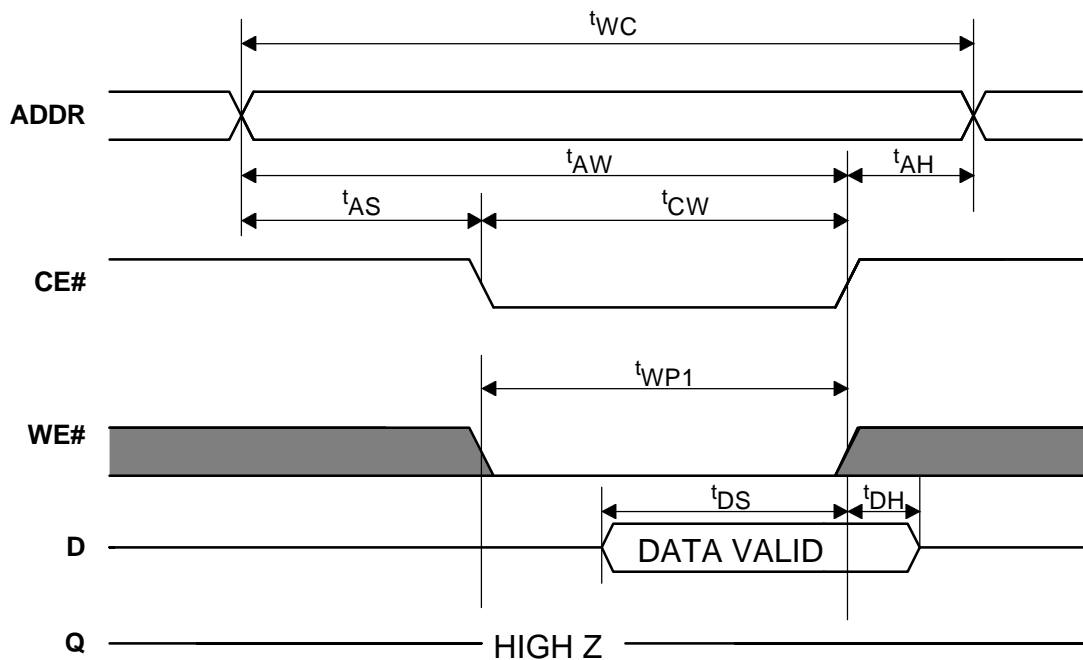 tWC
ADDR
tAW tAH
tAS tCW
CE#
tWP1
WE#
tDS tDH
D DATA VALID
Q HIGH Z